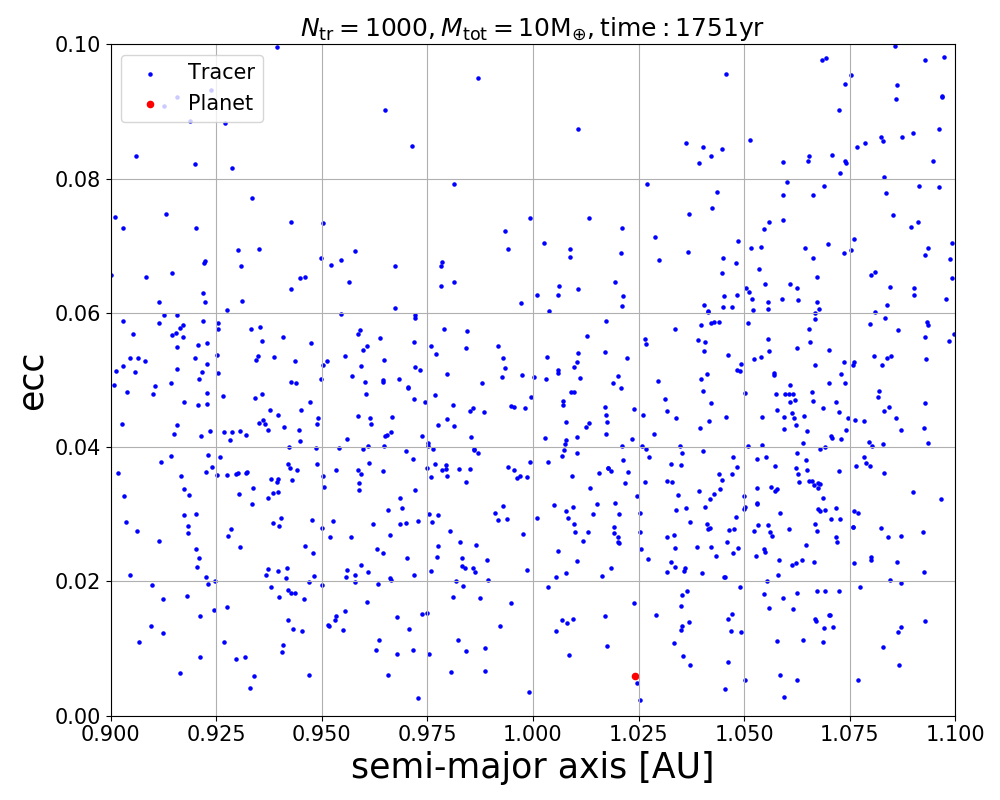 N_tr = 1000, M_tot = 10M_⊕, time : 1751yr
Tracer
Planet
0.10
0.08
0.06
0.04
0.02
0.00
ecc
0.900 0.925 0.950 0.975 1.000 1.025 1.050 1.075 1.100
semi-major axis [AU]